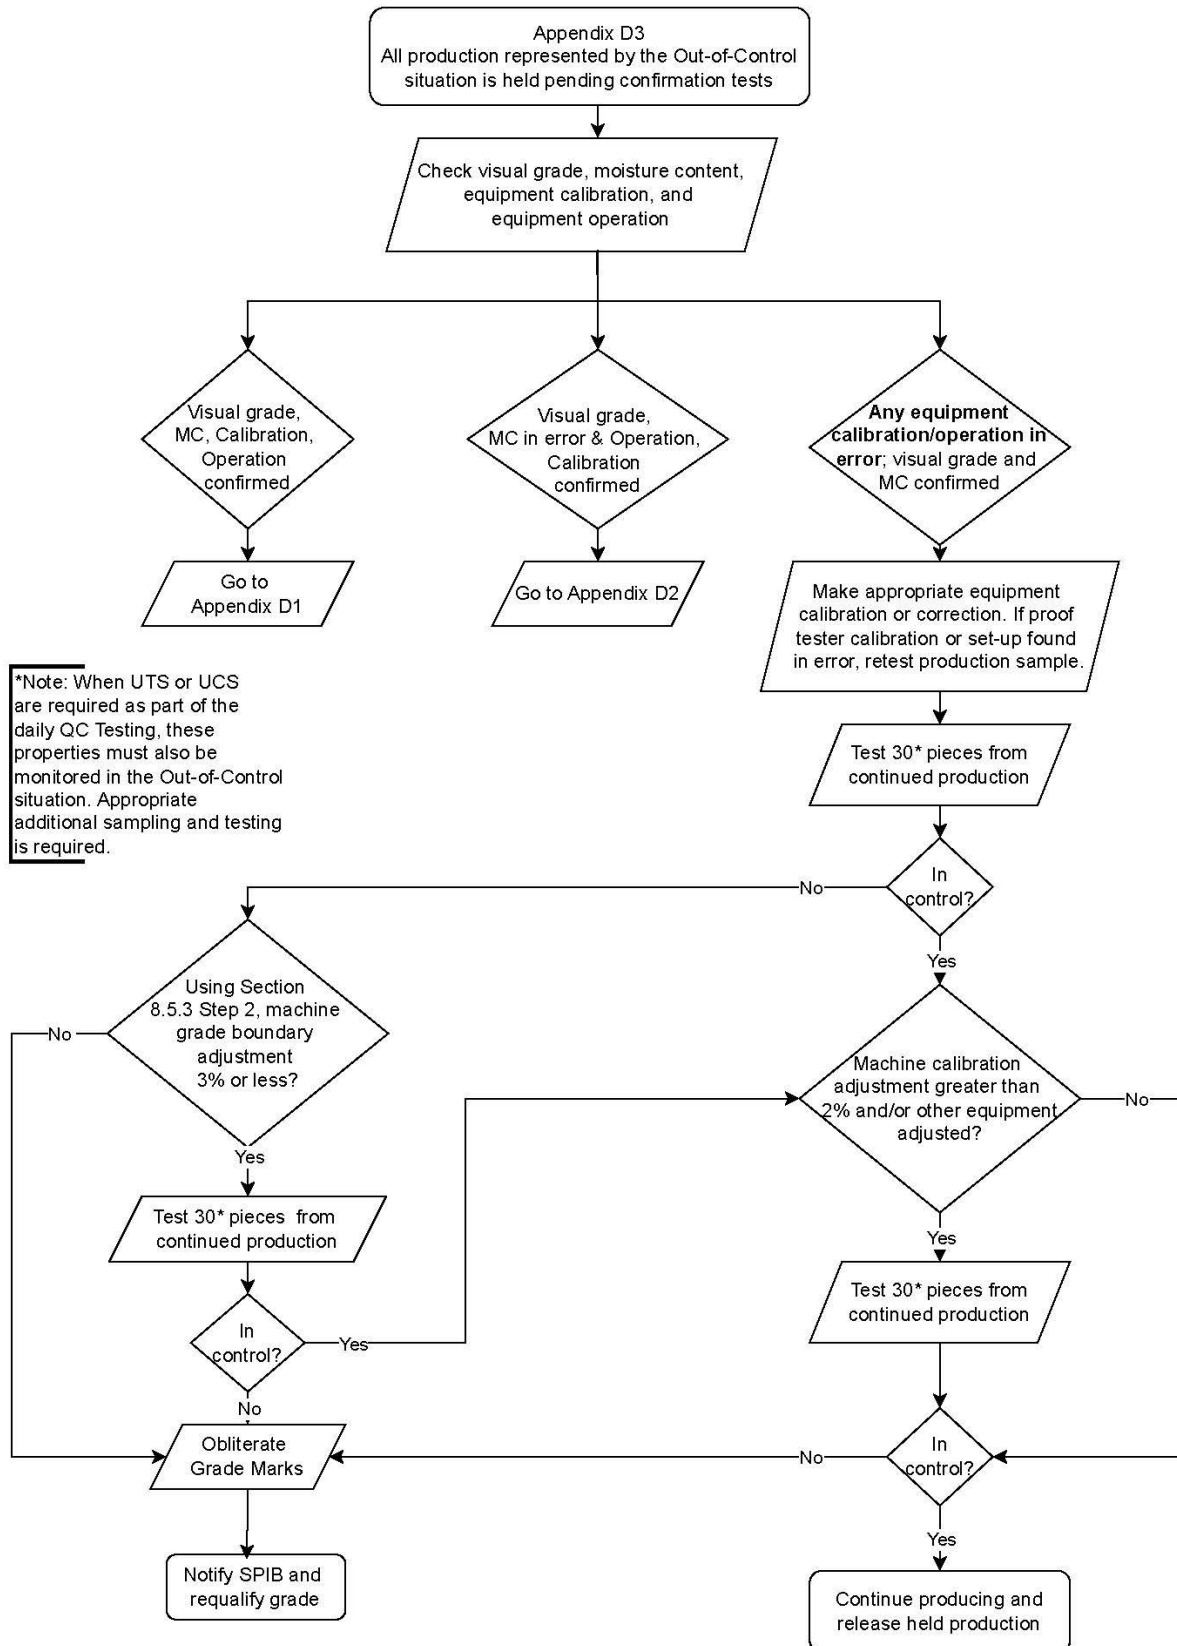 Appendix D3
All production represented by the Out-of-Control
situation is held pending confirmation tests
Check visual grade, moisture content,
equipment calibration, and
equipment operation
Visual grade,
MC, Calibration,
Operation
confirmed
Visual grade,
MC in error & Operation,
Calibration
confirmed
Any equipment
calibration/operation in
error; visual grade and
MC confirmed
Go to
Appendix D1
Go to Appendix D2
Make appropriate equipment
calibration or correction. If proof
tester calibration or set-up found
in error, retest production sample.
*Note: When UTS or UCS
are required as part of the
daily QC Testing, these
properties must also be
monitored in the Out-of-Control
situation. Appropriate
additional sampling and testing
is required.
Test 30* pieces from
continued production
In
control?
No
Yes
Using Section
8.5.3 Step 2, machine
grade boundary
adjustment
3% or less?
No
Yes
Machine calibration
adjustment greater than
2% and/or other equipment
adjusted?
No
Yes
Test 30* pieces from
continued production
In
control?
Yes
No
Test 30* pieces from
continued production
In
control?
No
Yes
Obliterate
Grade Marks
Notify SPIB and
requalify grade
Continue producing and
release held production